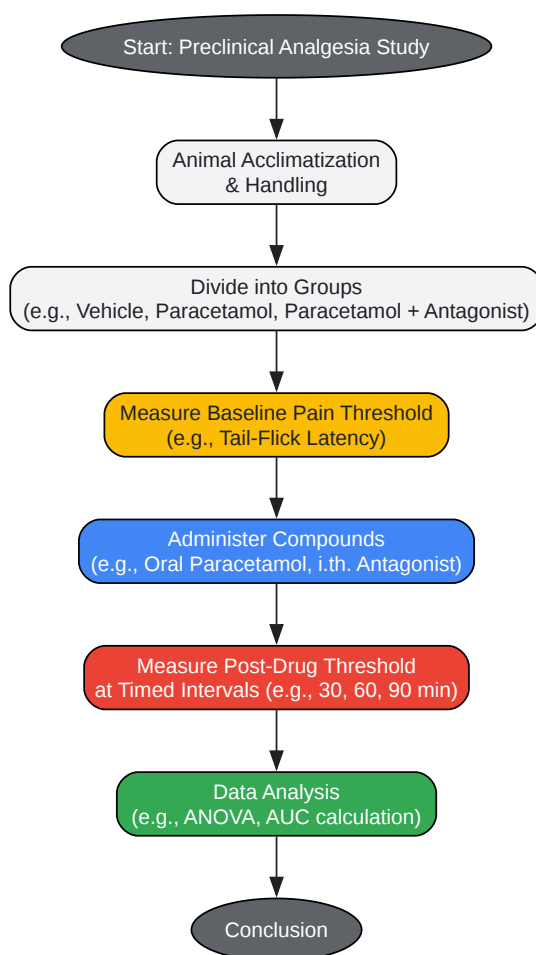 Start: Preclinical Analgesia Study
Animal Acclimatization
& Handling
Divide into Groups
(e.g., Vehicle, Paracetamol, Paracetamol + Antagonist)
Measure Baseline Pain Threshold
(e.g., Tail-Flick Latency)
Administer Compounds
(e.g., Oral Paracetamol, i.th. Antagonist)
Measure Post-Drug Threshold
at Timed Intervals (e.g., 30, 60, 90 min)
Data Analysis
(e.g., ANOVA, AUC calculation)
Conclusion